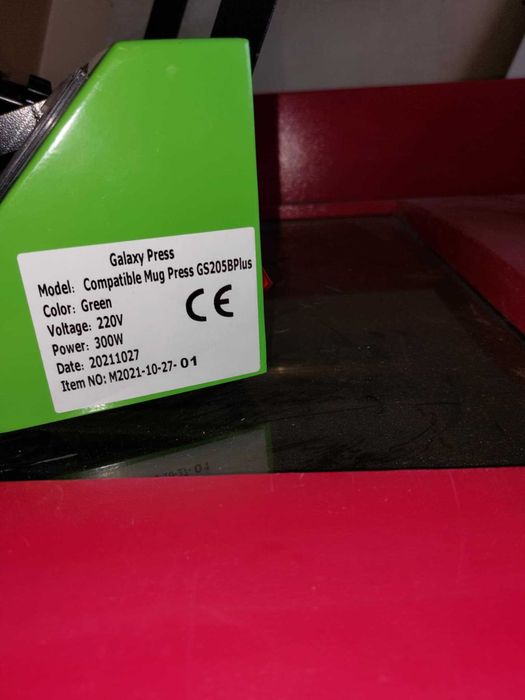 Galaxy Press
Model: Compatible Mug Press GS205BPlus
Color: Green
Voltage: 220V
Power: 300W
Date: 20211027
Item NO: M2021-10-27-01
CE